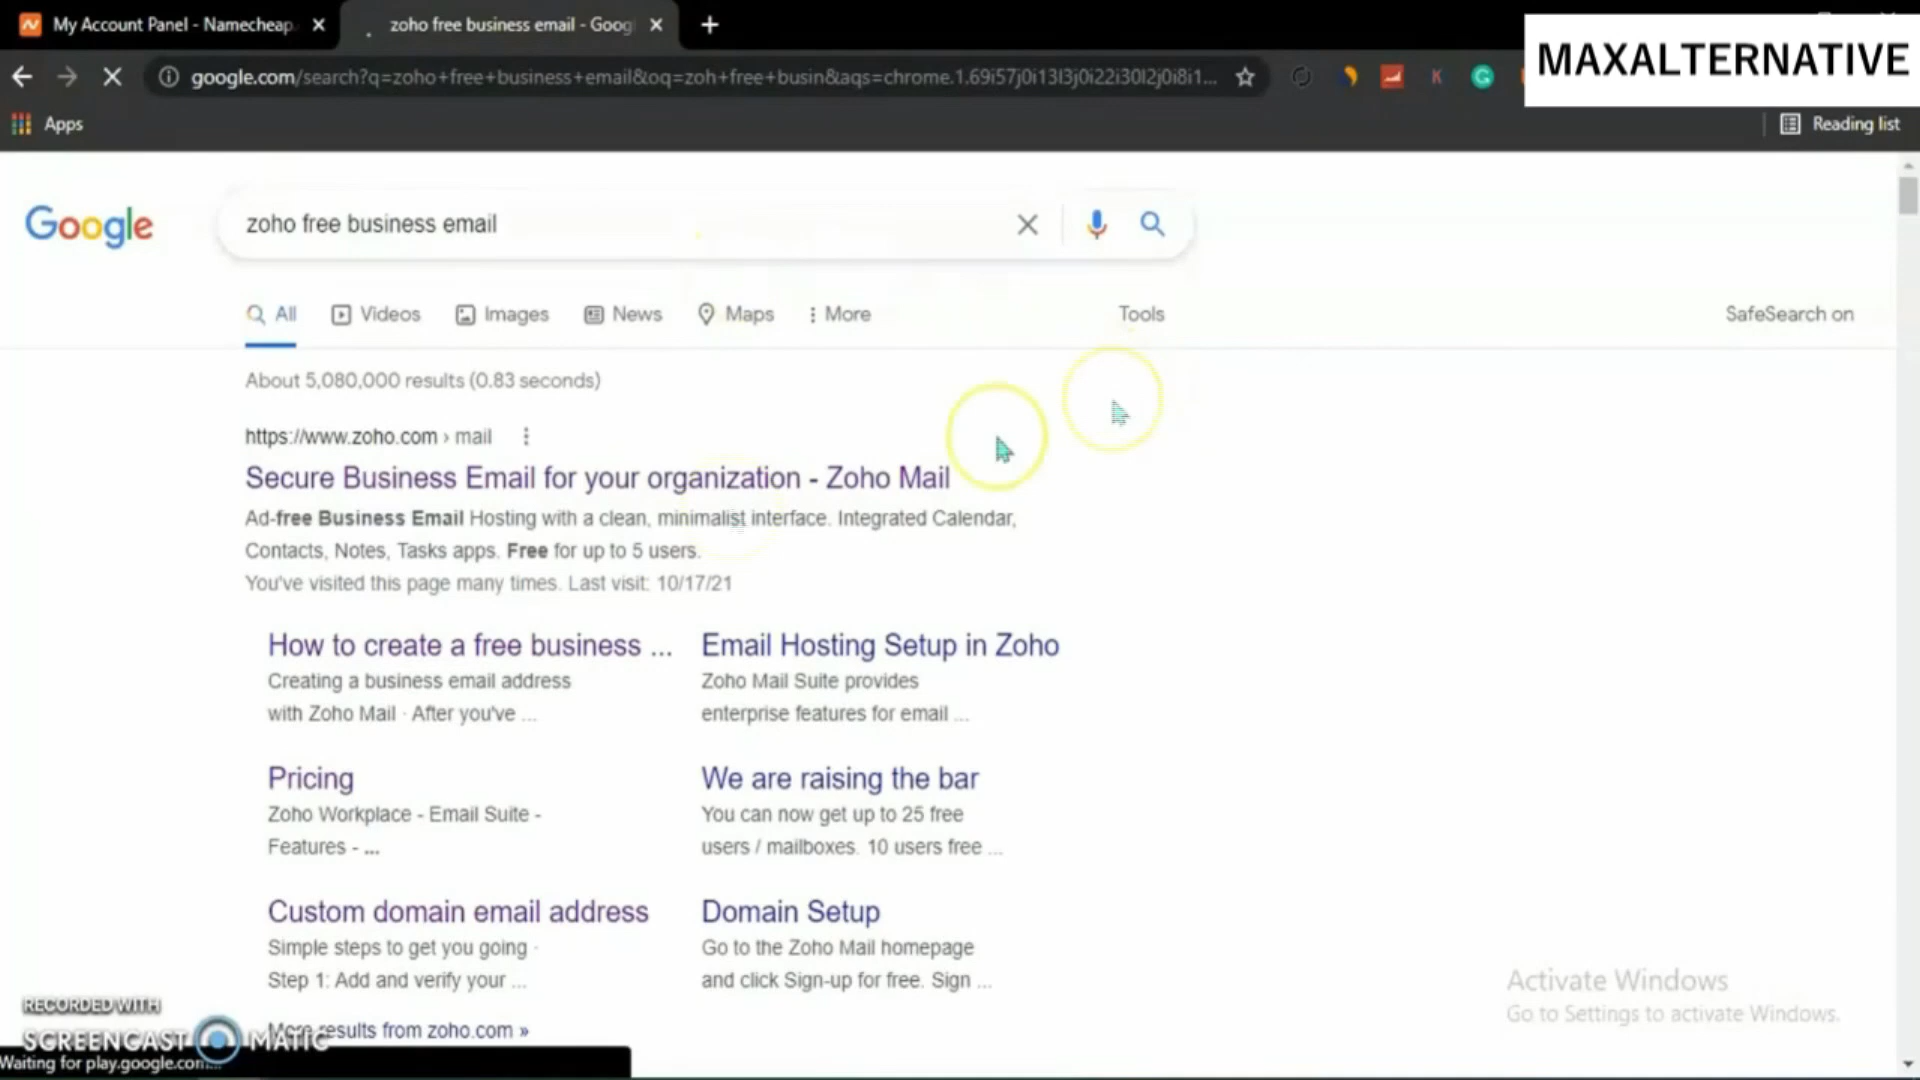 My Account Panel - Namecheap
zoho free business email - Goog
MAXALTERNATIVE
google.com/search?q=zoho+free+business+email&oq=zoh+free+busin&aqs=chrome.1.69i57j0i13l3j0i22i30l2j0i8i1...
Apps
Reading list
Google
zoho free business email
All
Videos
Images
News
Maps
More
Tools
SafeSearch on
About 5,080,000 results (0.83 seconds)
https://www.zoho.com › mail
Secure Business Email for your organization - Zoho Mail
Ad-free Business Email Hosting with a clean, minimalist interface. Integrated Calendar,
Contacts, Notes, Tasks apps. Free for up to 5 users.
You've visited this page many times. Last visit: 10/17/21
How to create a free business ...
Creating a business email address
with Zoho Mail · After you've ...
Email Hosting Setup in Zoho
Zoho Mail Suite provides
enterprise features for email ...
Pricing
Zoho Workplace - Email Suite -
Features - ...
We are raising the bar
You can now get up to 25 free
users / mailboxes. 10 users free ...
Custom domain email address
Simple steps to get you going ·
Step 1: Add and verify your ...
Domain Setup
Go to the Zoho Mail homepage
and click Sign-up for free. Sign ...
More results from zoho.com »
Activate Windows
Go to Settings to activate Windows.
RECORDED WITH
SCREENCAST MATIC
Waiting for play.google.com...